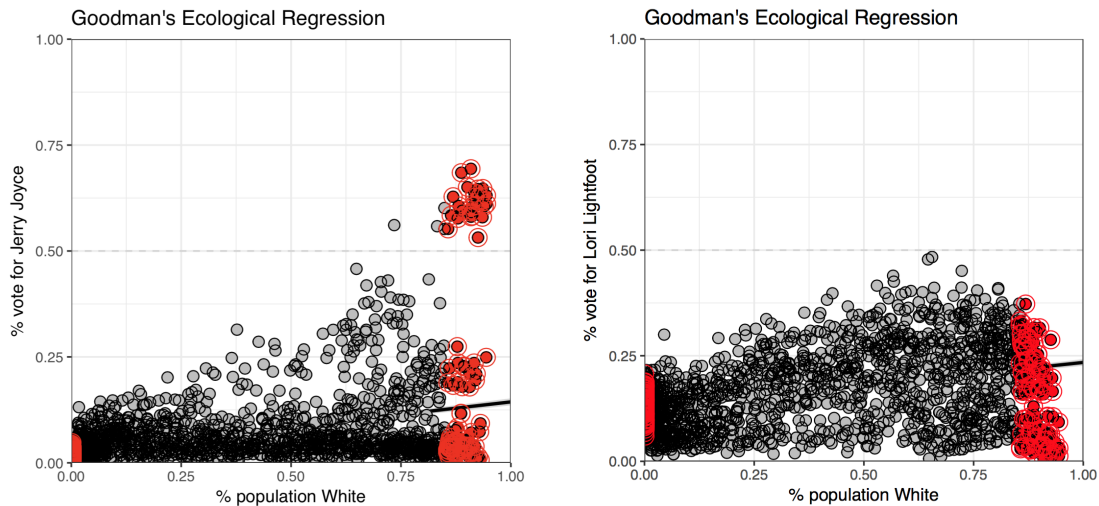 Goodman's Ecological Regression
1.00
0.75
0.50
0.25
0.00
% vote for Jerry Joyce
0.00 0.25 0.50 0.75 1.00
% population White
Goodman's Ecological Regression
1.00
0.75
0.50
0.25
0.00
% vote for Lori Lightfoot
0.00 0.25 0.50 0.75 1.00
% population White